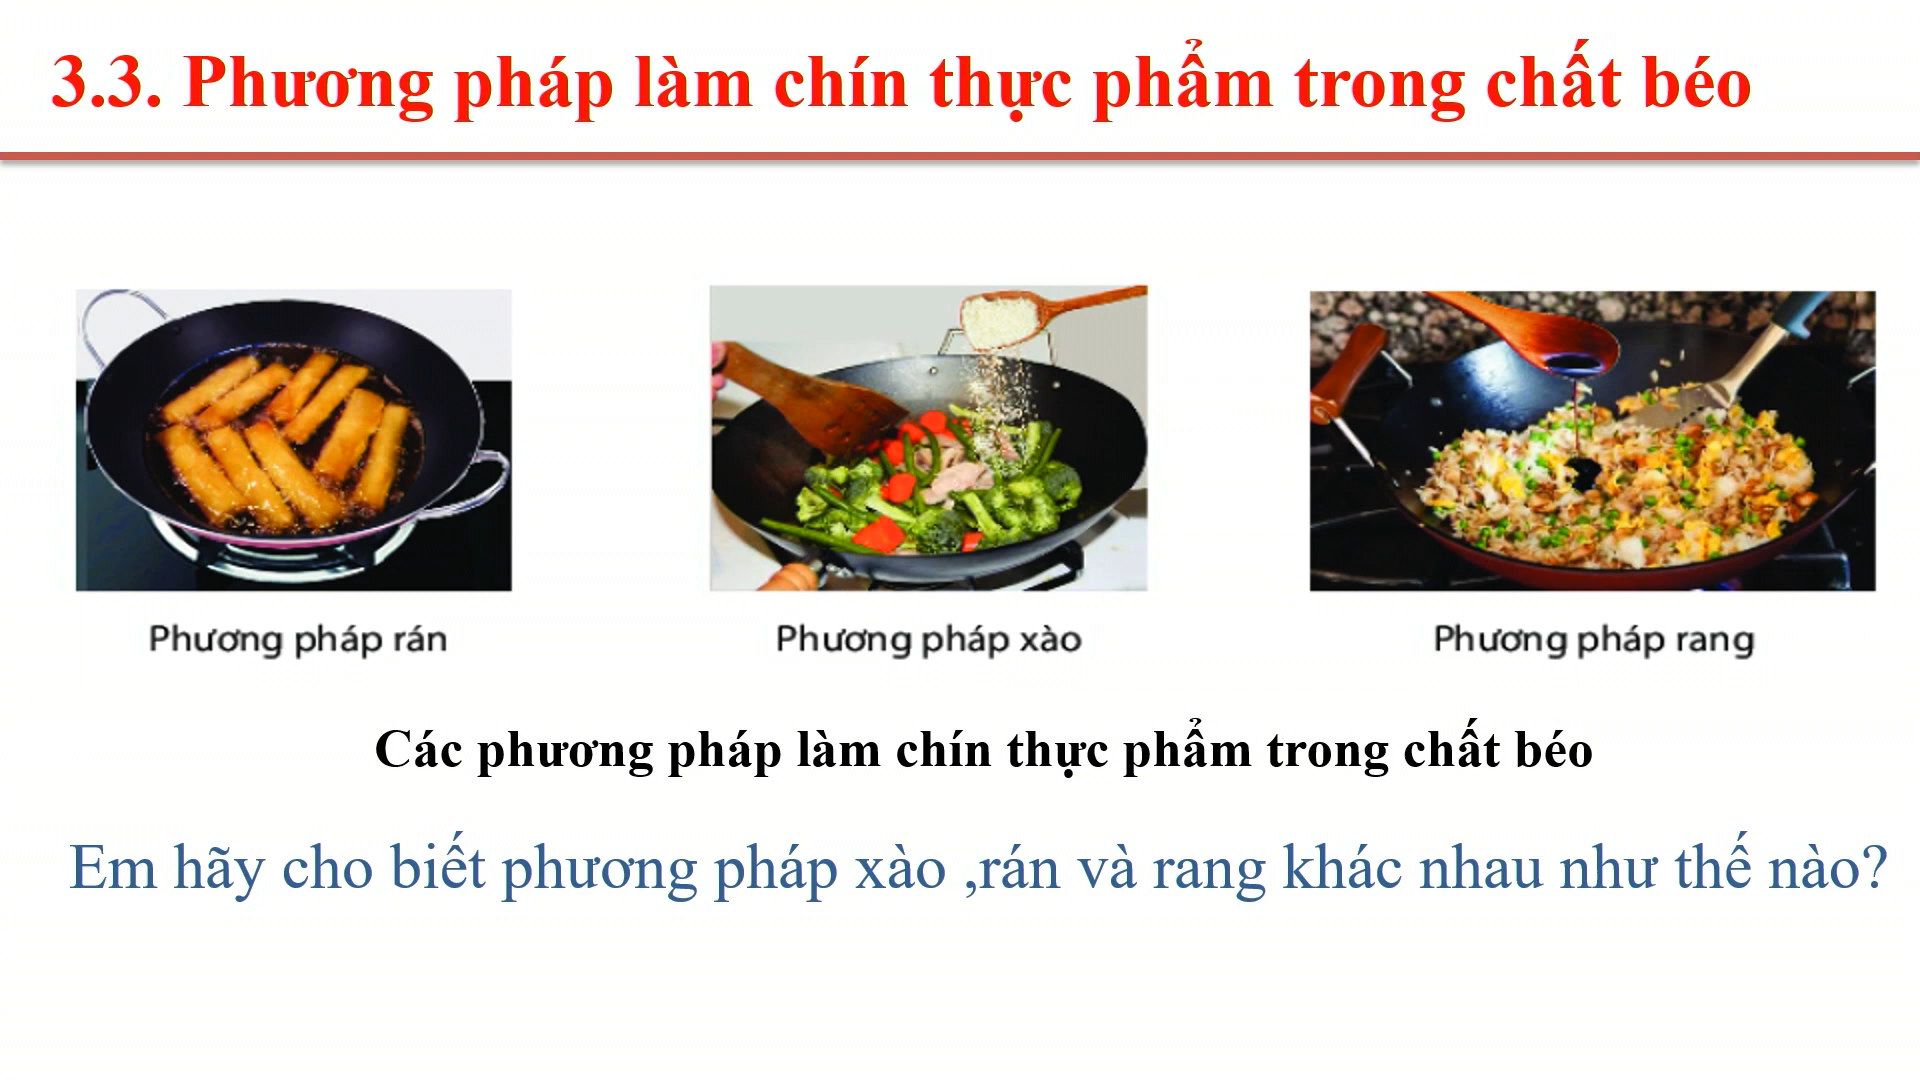 3.3. Phương pháp làm chín thực phẩm trong chất béo
Phương pháp rán
Phương pháp xào
Phương pháp rang
Các phương pháp làm chín thực phẩm trong chất béo
Em hãy cho biết phương pháp xào ,rán và rang khác nhau như thế nào?